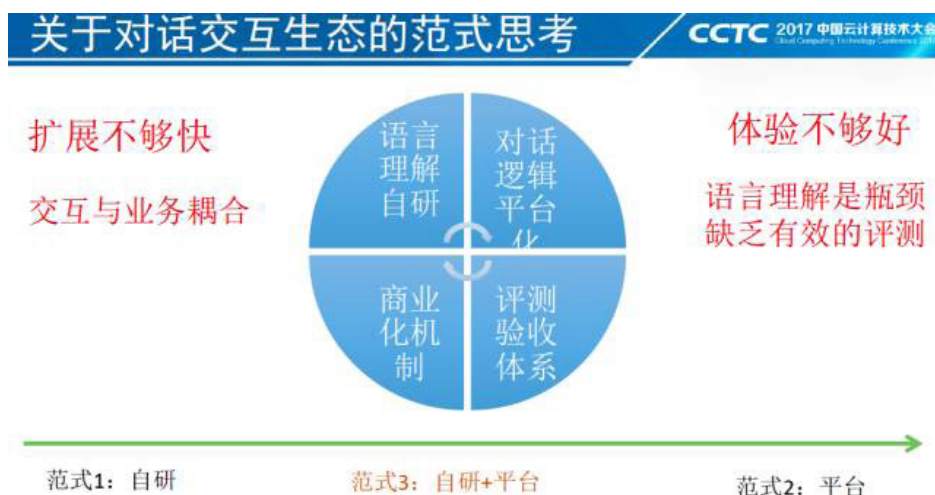 关于对话交互生态的范式思考
CCTC 2017 中国云计算技术大会
Cloud Computing Technology Conference 2017
扩展不够快
交互与业务耦合
语言
理解
自研
对话
逻辑
平台
化
商业
化机
制
评测
验收
体系
体验不够好
语言理解是瓶颈
缺乏有效的评测
范式1：自研
范式3：自研+平台
范式2：平台